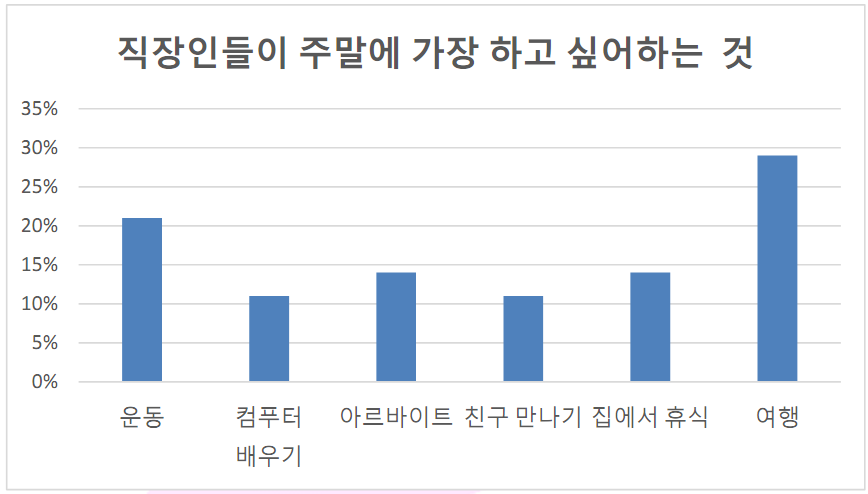 직장인들이 주말에 가장 하고 싶어하는 것
35%
30%
25%
20%
15%
10%
5%
0%
운동
컴퓨터
배우기
아르바이트
친구 만나기
집에서 휴식
여행